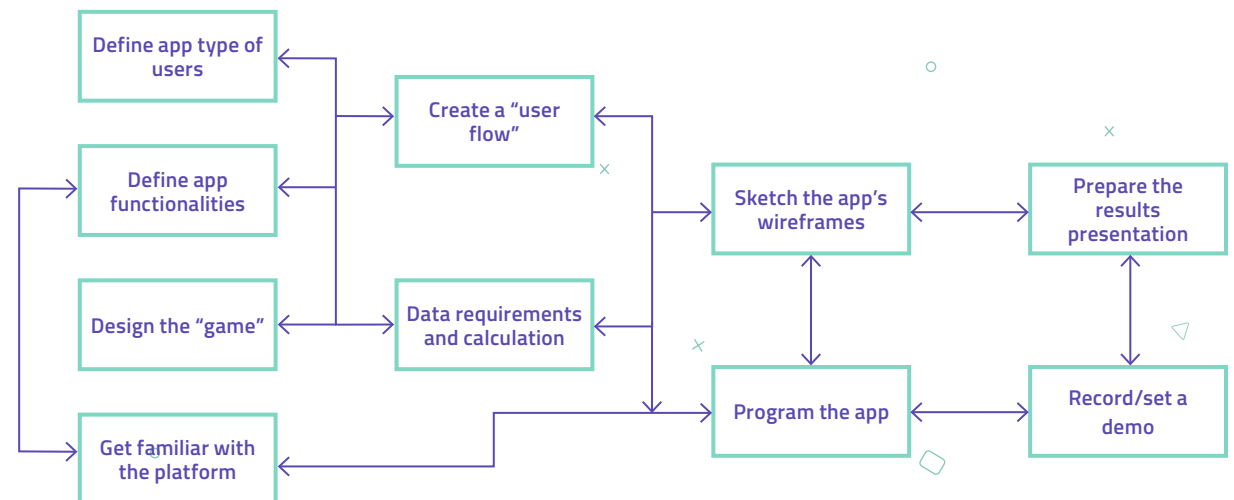 Define app type of
users
Define app
functionalities
Design the “game”
Get familiar with
the platform
Create a “user
flow”
Data requirements
and calculation
Sketch the app’s
wireframes
Program the app
Prepare the
results
presentation
Record/set a
demo